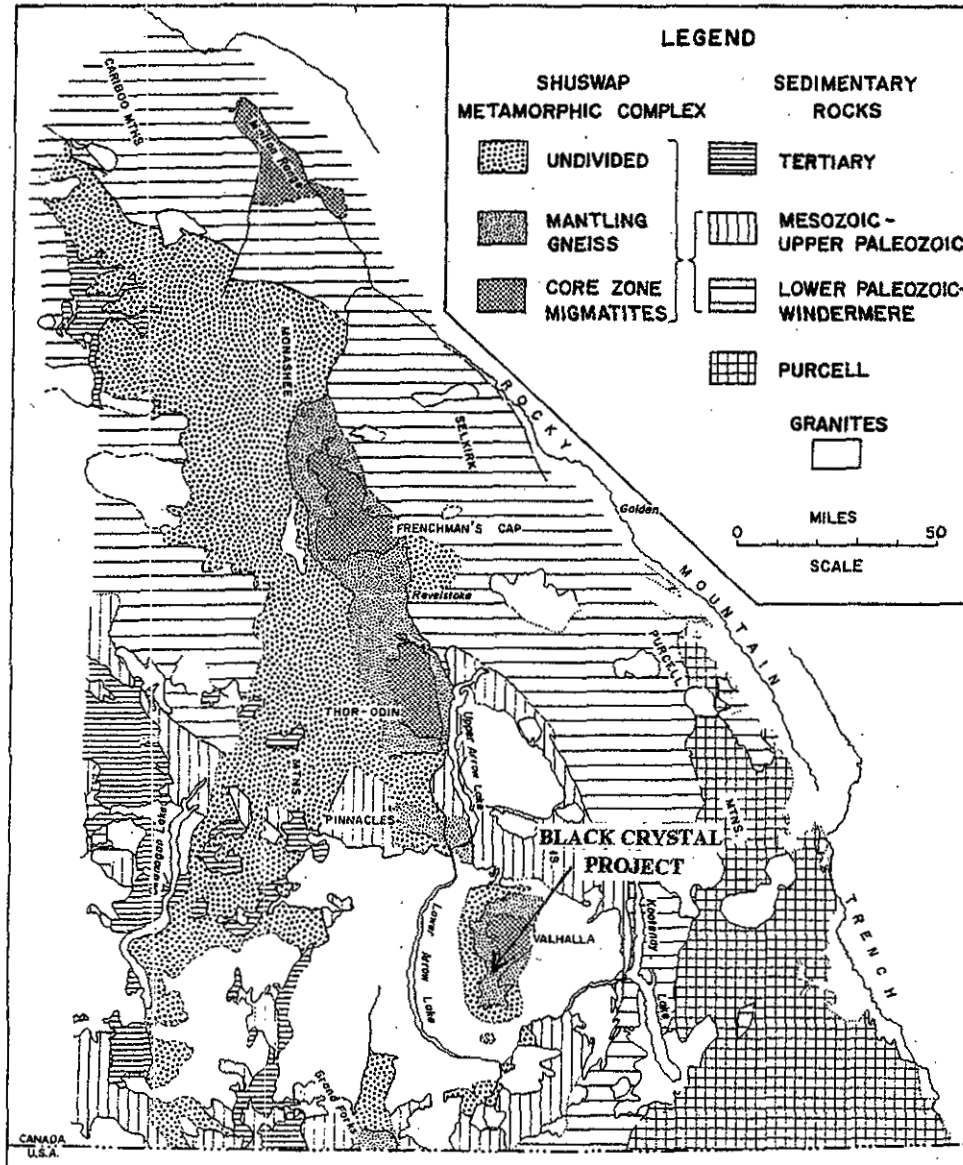 LEGEND
SHUSWAP
METAMORPHIC COMPLEX
UNDIVIDED
MANTLING
GNEISS
CORE ZONE
MIGMATITES
SEDIMENTARY
ROCKS
TERTIARY
MESOZOIC-
UPPER PALEOZOIC
LOWER PALEOZOIC-
WINDERMERE
PURCELL
GRANITES
0 50
MILES
SCALE
CARIBOO MTNS
MONASHEE
SELKIRK
ROCKY
Golden
FRENCHMAN'S CAP
Revelstoke
MOUNTAIN
PURCELL
THOR-ODIN
Upper Arrow Lake
MTNS
MTNS.
PINNACLES
BLACK CRYSTAL
PROJECT
Lower Arrow Lake
VALHALLA
Kootenay
Lake
TRENCH
Grand Forks
CANADA
U.S.A.